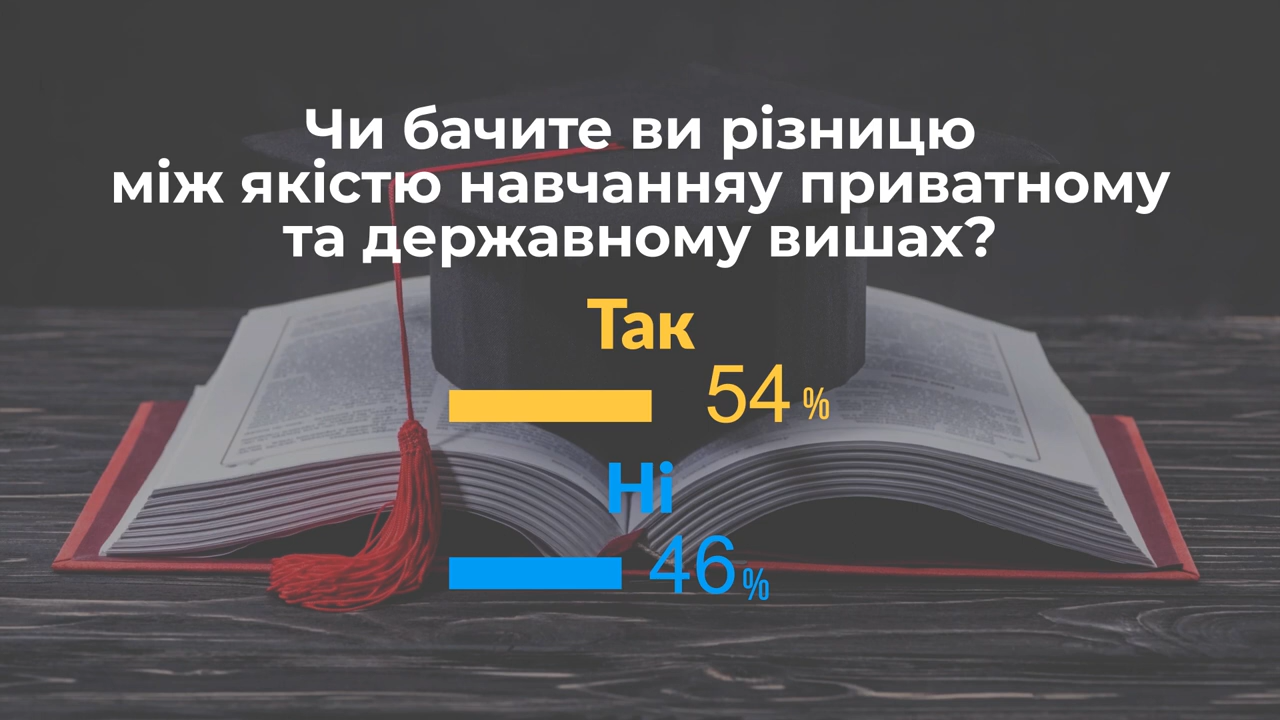 Чи бачите ви різницю
між якістю навчанняу приватному
та державному вишах?
Так
54 %
Ні
46 %